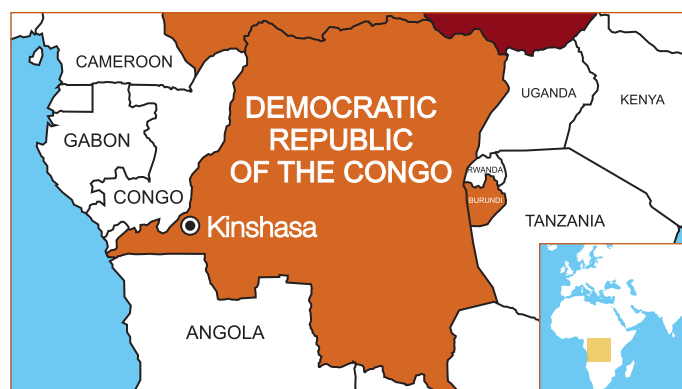 CAMEROON
DEMOCRATIC
REPUBLIC
OF THE CONGO
UGANDA
KENYA
GABON
RWANDA
CONGO
BURUNDI
Kinshasa
TANZANIA
ANGOLA